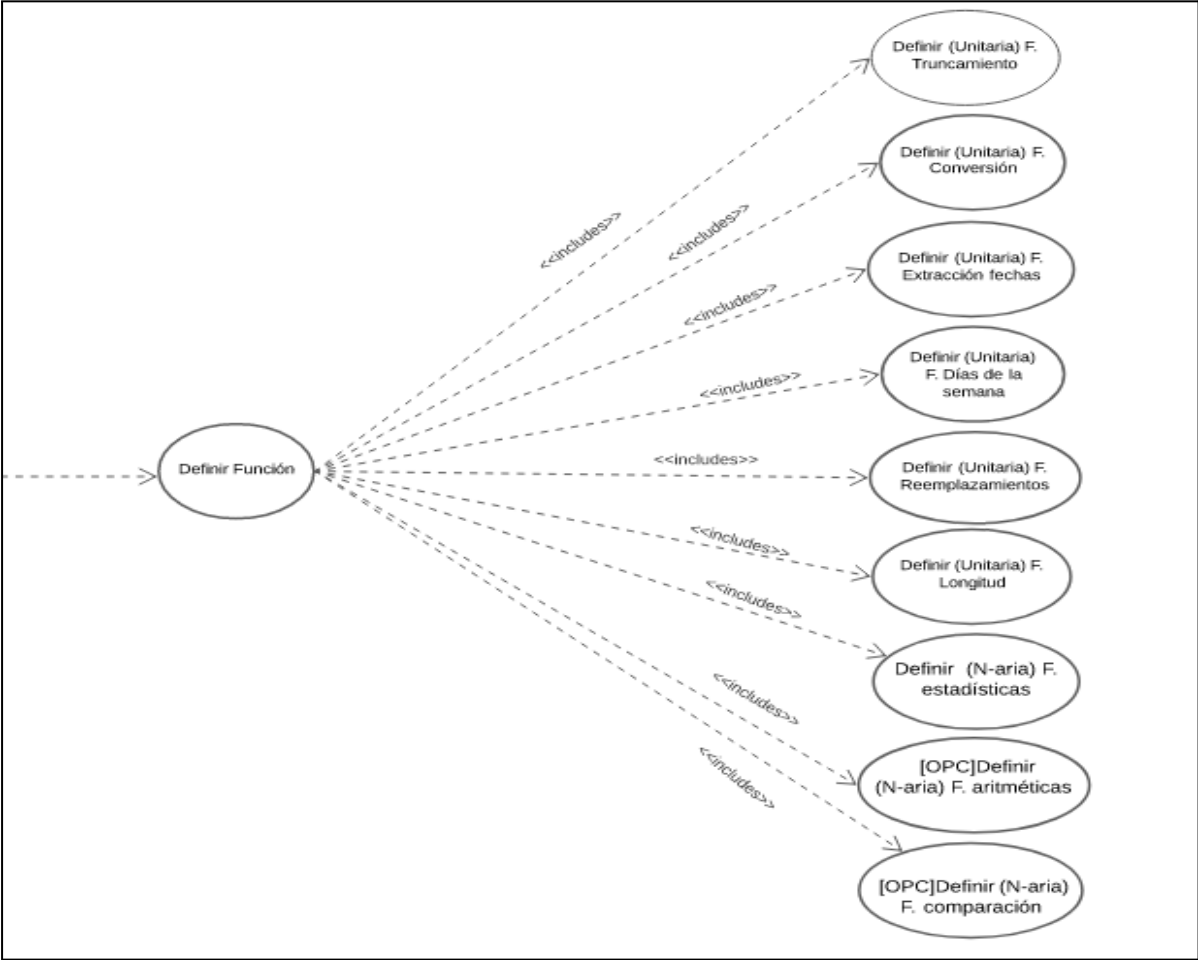 Definir (Unitaria) F.
Truncamiento
Definir (Unitaria) F.
Conversión
<<includes>>
<<includes>>
Definir (Unitaria) F.
Extracción fechas
<<includes>>
Definir (Unitaria)
F. Días de la
semana
<<includes>>
Definir Función
<<includes>>
Definir (Unitaria) F.
Reemplazamientos
<<includes>>
Definir (Unitaria) F.
Longitud
<<includes>>
Definir (N-aria) F.
estadísticas
<<includes>>
[OPC]Definir
(N-aria) F. aritméticas
<<includes>>
[OPC]Definir (N-aria)
F. comparación